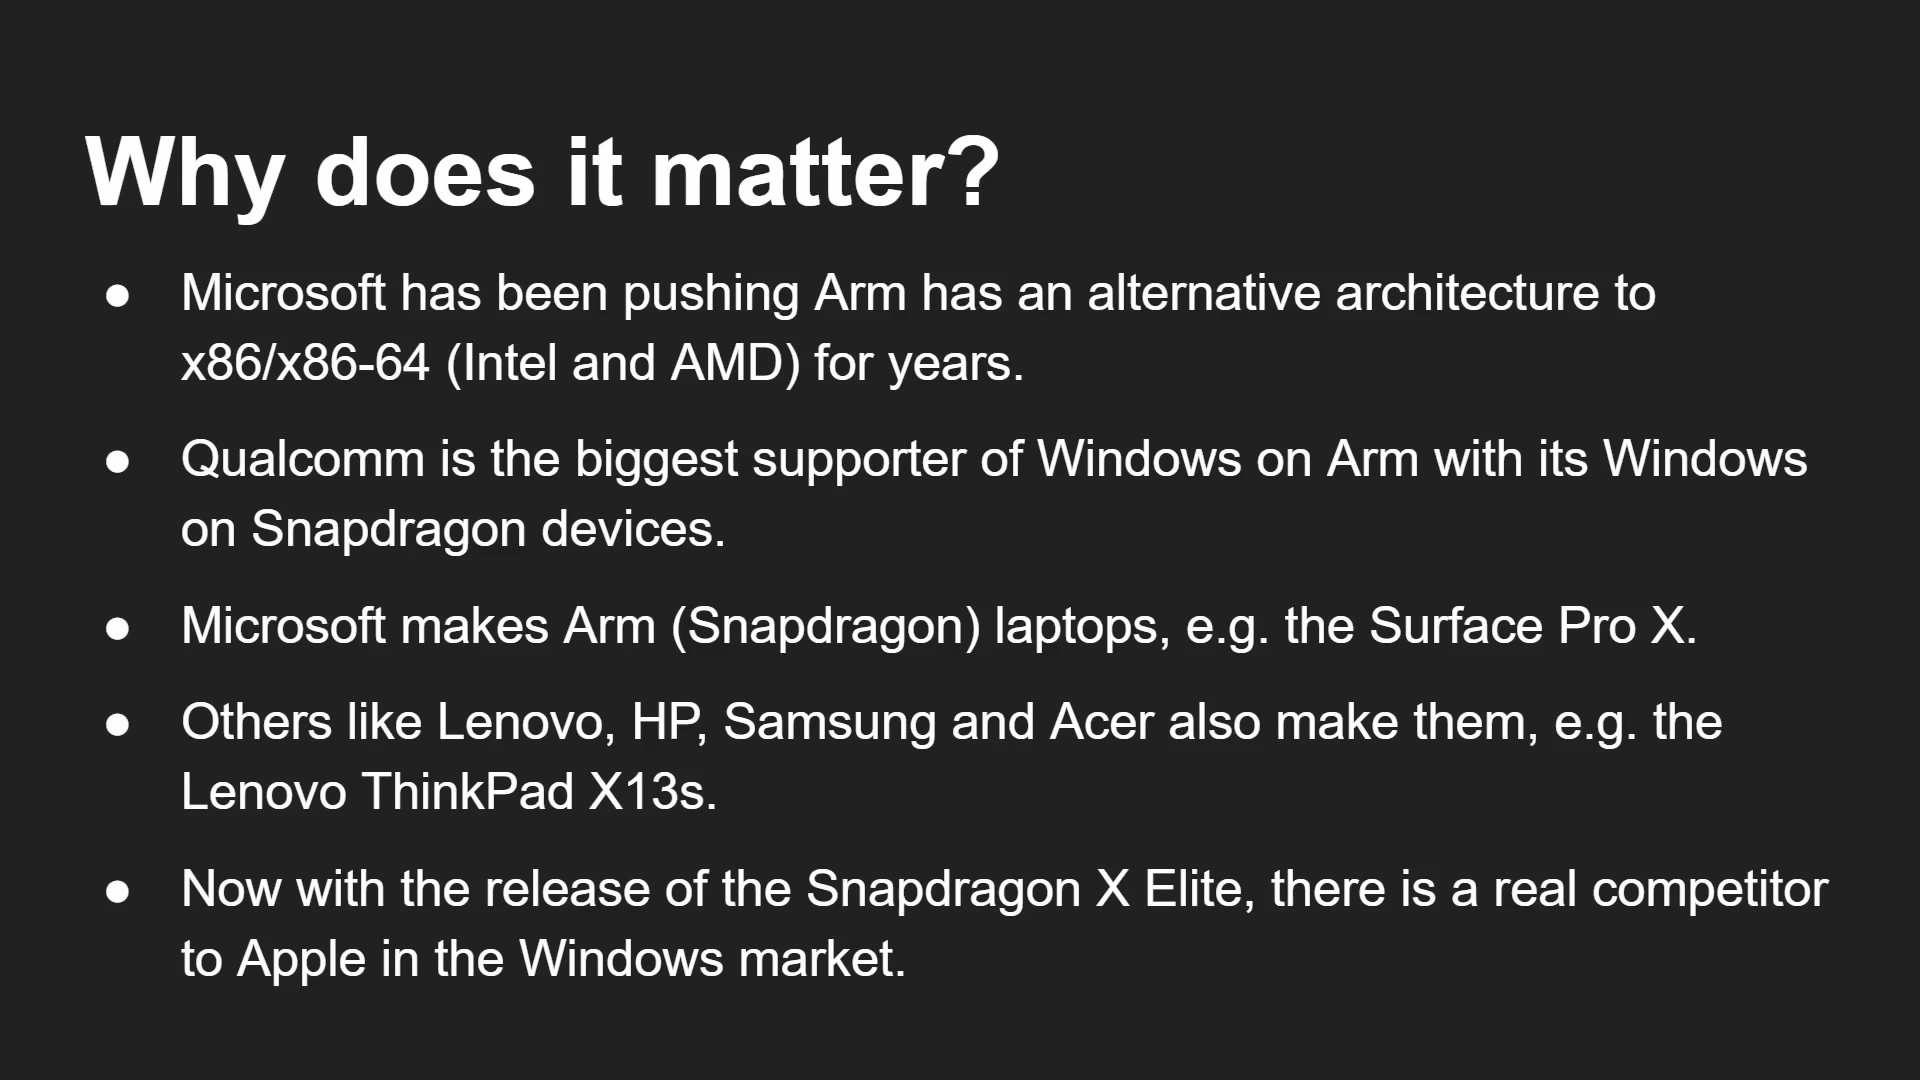 Why does it matter?
● Microsoft has been pushing Arm has an alternative architecture to
x86/x86-64 (Intel and AMD) for years.
● Qualcomm is the biggest supporter of Windows on Arm with its Windows
on Snapdragon devices.
● Microsoft makes Arm (Snapdragon) laptops, e.g. the Surface Pro X.
● Others like Lenovo, HP, Samsung and Acer also make them, e.g. the
Lenovo ThinkPad X13s.
● Now with the release of the Snapdragon X Elite, there is a real competitor
to Apple in the Windows market.